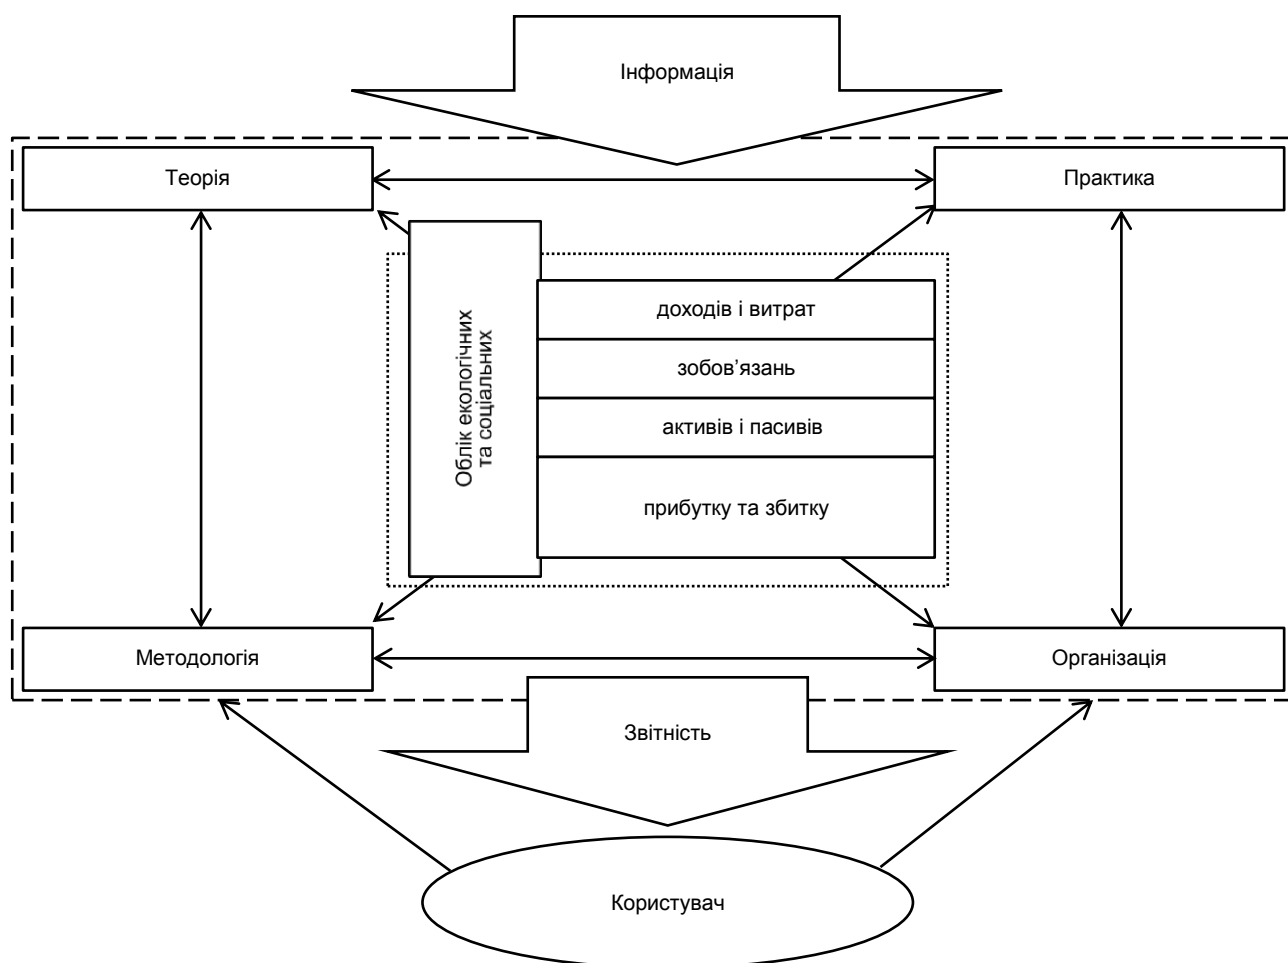 Інформація
Теорія
Практика
Облік екологічних
та соціальних
доходів і витрат
зобов’язань
активів і пасивів
прибутку та збитку
Методологія
Організація
Звітність
Користувач